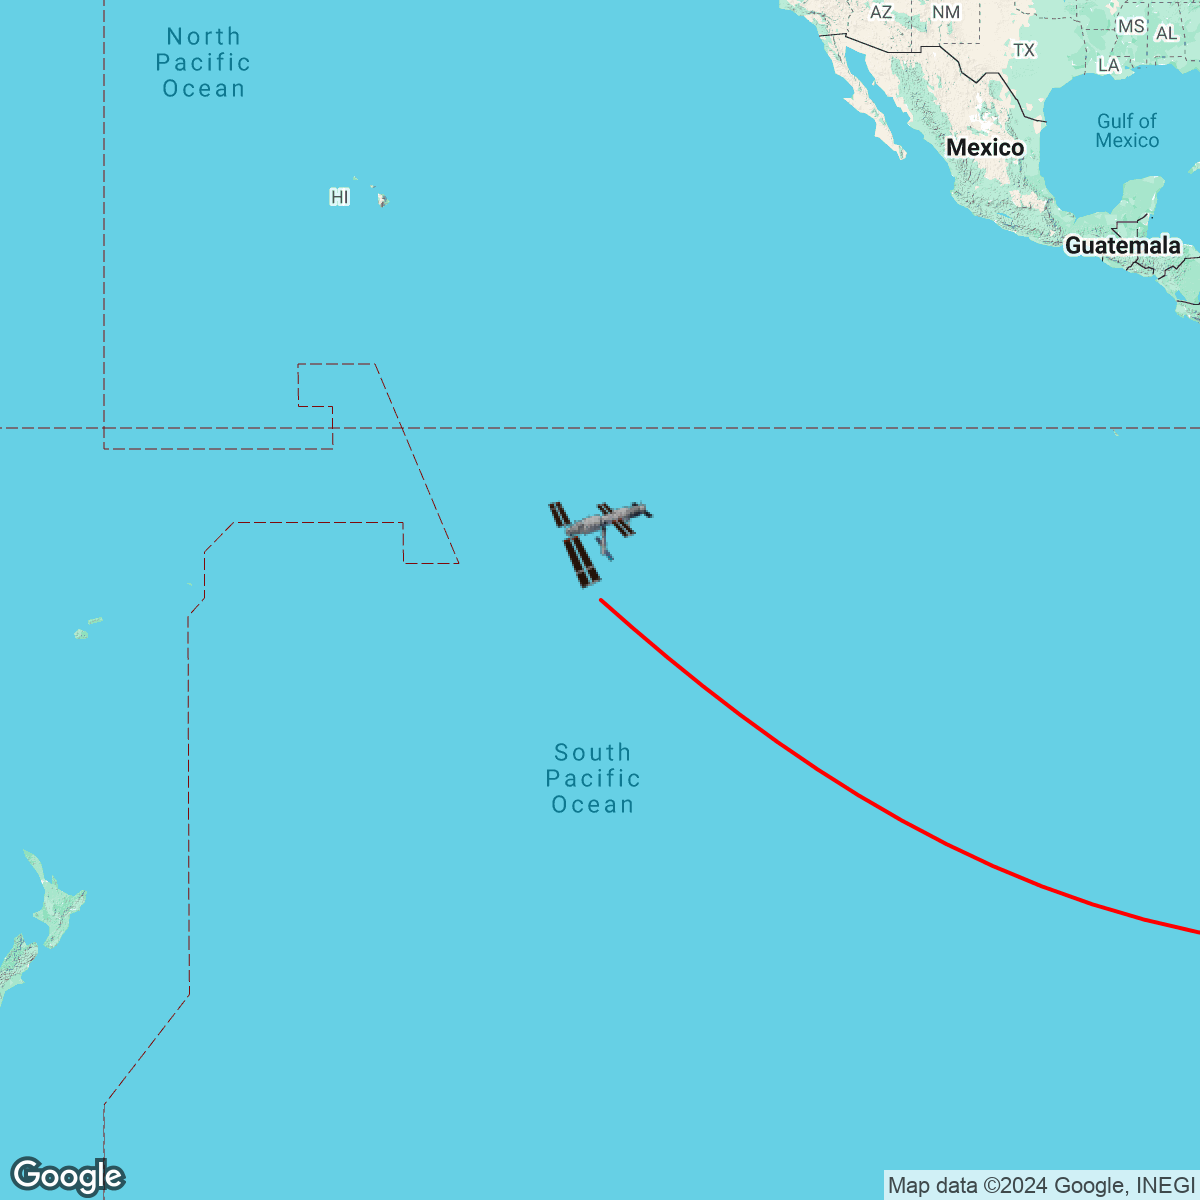 North
Pacific
Ocean
AZ
NM
TX
MS
AL
LA
Gulf of
Mexico
Mexico
HI
Guatemala
South
Pacific
Ocean
Google
Map data ©2024 Google, INEGI